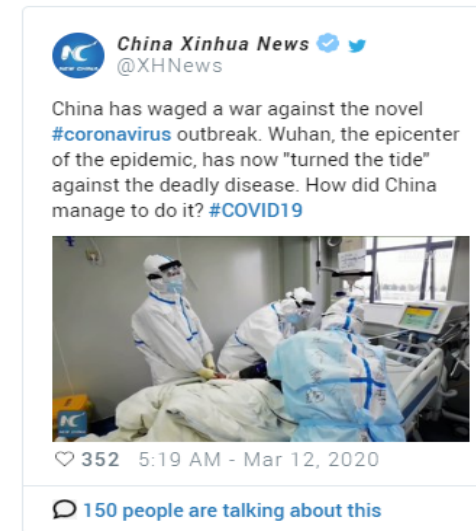 China Xinhua News
@XHNews
NEW CHINA
China has waged a war against the novel
#coronavirus outbreak. Wuhan, the epicenter
of the epidemic, has now "turned the tide"
against the deadly disease. How did China
manage to do it? #COVID19
352 5:19 AM - Mar 12, 2020
150 people are talking about this